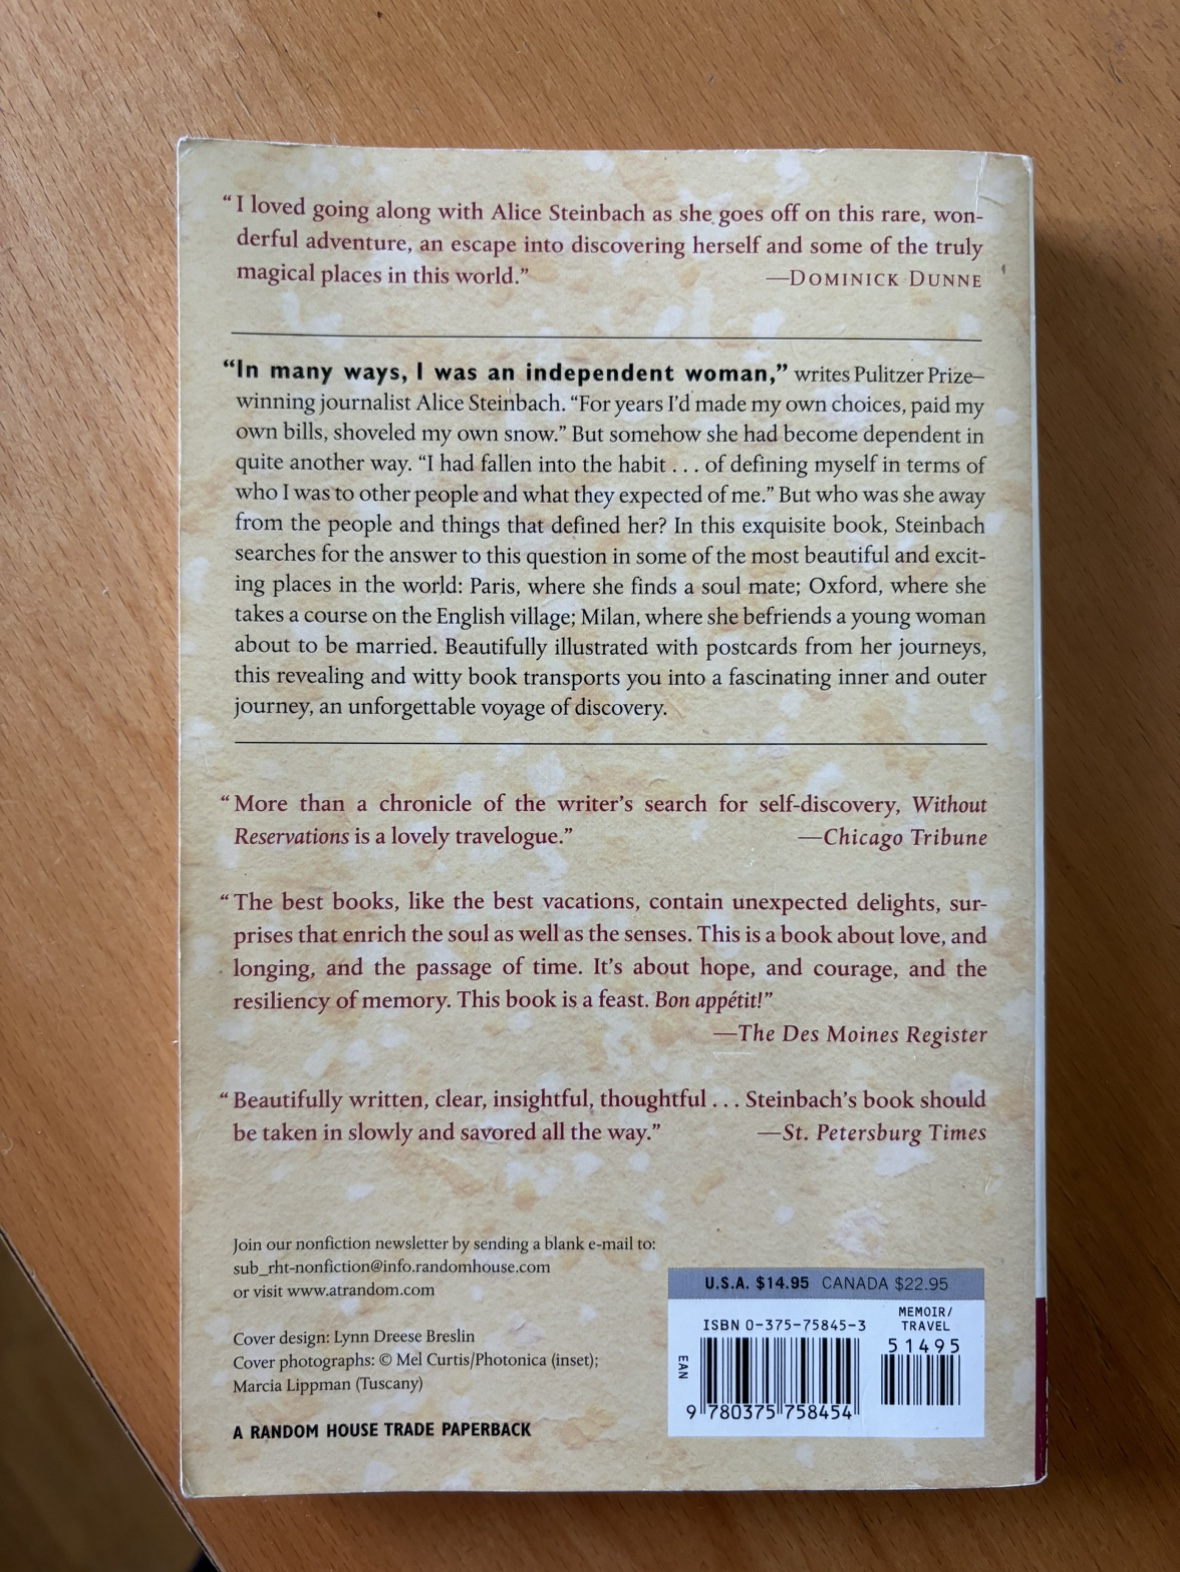 “I loved going along with Alice Steinbach as she goes off on this rare, won-
derful adventure, an escape into discovering herself and some of the truly
magical places in this world.” —DOMINICK DUNNE
“In many ways, I was an independent woman,” writes Pulitzer Prize–
winning journalist Alice Steinbach. “For years I’d made my own choices, paid my
own bills, shoveled my own snow.” But somehow she had become dependent in
quite another way. “I had fallen into the habit . . . of defining myself in terms of
who I was to other people and what they expected of me.” But who was she away
from the people and things that defined her? In this exquisite book, Steinbach
searches for the answer to this question in some of the most beautiful and excit-
ing places in the world: Paris, where she finds a soul mate; Oxford, where she
takes a course on the English village; Milan, where she befriends a young woman
about to be married. Beautifully illustrated with postcards from her journeys,
this revealing and witty book transports you into a fascinating inner and outer
journey, an unforgettable voyage of discovery.
“More than a chronicle of the writer’s search for self-discovery, Without
Reservations is a lovely travelogue.” —Chicago Tribune
“The best books, like the best vacations, contain unexpected delights, sur-
prises that enrich the soul as well as the senses. This is a book about love, and
longing, and the passage of time. It’s about hope, and courage, and the
resiliency of memory. This book is a feast. Bon appétit!”
—The Des Moines Register
“Beautifully written, clear, insightful, thoughtful . . . Steinbach’s book should
be taken in slowly and savored all the way.” —St. Petersburg Times
Join our nonfiction newsletter by sending a blank e-mail to:
sub_rht-nonfiction@info.randomhouse.com
or visit www.atrandom.com
Cover design: Lynn Dreese Breslin
Cover photographs: © Mel Curtis/Photonica (inset);
Marcia Lippman (Tuscany)
A RANDOM HOUSE TRADE PAPERBACK
U.S.A. $14.95 CANADA $22.95
MEMOIR/
TRAVEL
ISBN 0-375-75845-3
51495
EAN
9 780375 758454